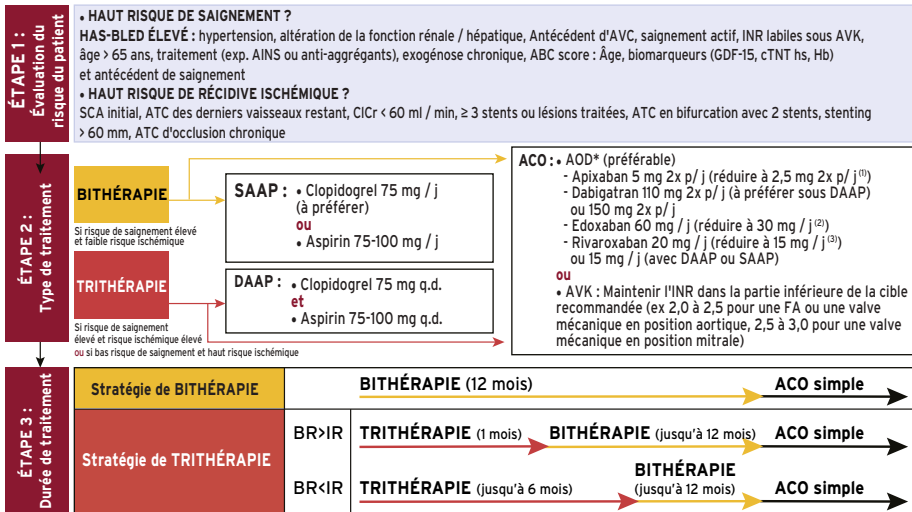 ÉTAPE 1 :
Évaluation du
risque du patient
• HAUT RISQUE DE SAIGNEMENT ?
HAS-BLED ÉLEVÉ : hypertension, altération de la fonction rénale / hépatique, Antécédent d'AVC, saignement actif, INR labiles sous AVK,
âge > 65 ans, traitement (exp. AINS ou anti-aggrégants), exogénose chronique, ABC score : Âge, biomarqueurs (GDF-15, cTNT hs, Hb)
et antécédent de saignement
• HAUT RISQUE DE RÉCIDIVE ISCHÉMIQUE ?
SCA initial, ATC des derniers vaisseaux restant, ClCr < 60 ml / min, ≥ 3 stents ou lésions traitées, ATC en bifurcation avec 2 stents, stenting
> 60 mm, ATC d'occlusion chronique
ÉTAPE 2 :
Type de traitement
BITHÉRAPIE
Si risque de saignement élevé
et faible risque ischémique
TRITHÉRAPIE
Si risque de saignement
élevé et risque ischémique élevé
ou si bas risque de saignement et haut risque ischémique
SAAP : • Clopidogrel 75 mg / j
(à préférer)
ou
• Aspirin 75-100 mg / j
DAAP : • Clopidogrel 75 mg q.d.
et
• Aspirin 75-100 mg q.d.
ACO : • AOD* (préférable)
- Apixaban 5 mg 2x p/ j (réduire à 2,5 mg 2x p/ j (1))
- Dabigatran 110 mg 2x p/ j (à préférer sous DAAP)
ou 150 mg 2x p/ j
- Edoxaban 60 mg / j (réduire à 30 mg / j (2))
- Rivaroxaban 20 mg / j (réduire à 15 mg / j (3))
ou 15 mg / j (avec DAAP ou SAAP)
ou
• AVK : Maintenir l'INR dans la partie inférieure de la cible
recommandée (ex 2,0 à 2,5 pour une FA ou une valve
mécanique en position aortique, 2,5 à 3,0 pour une valve
mécanique en position mitrale)
ÉTAPE 3 :
Durée de traitement
Stratégie de BITHÉRAPIE
BITHÉRAPIE (12 mois)
ACO simple
Stratégie de TRITHÉRAPIE
BR>IR
TRITHÉRAPIE (1 mois)
BITHÉRAPIE (jusqu'à 12 mois)
ACO simple
BR<IR
TRITHÉRAPIE (jusqu'à 6 mois)
BITHÉRAPIE
(jusqu'à 12 mois)
ACO simple